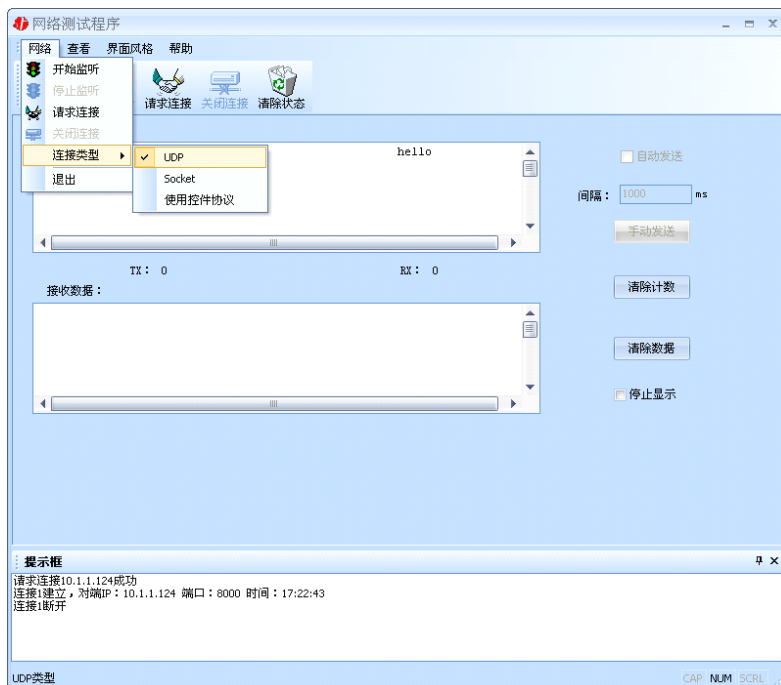 网络测试程序
网络 查看 界面风格 帮助
开始监听
停止监听
请求连接
关闭连接
连接类型
退出
UDP
Socket
使用控件协议
请求连接 关闭连接 清除状态
hello
自动发送
间隔： 1000 ms
手动发送
TX： 0 RX： 0
清除计数
接收数据：
清除数据
停止显示
提示框
请求连接10.1.1.124成功
连接1建立，对端IP：10.1.1.124 端口：8000 时间：17:22:43
连接1断开
UDP类型 CAP NUM SCRL